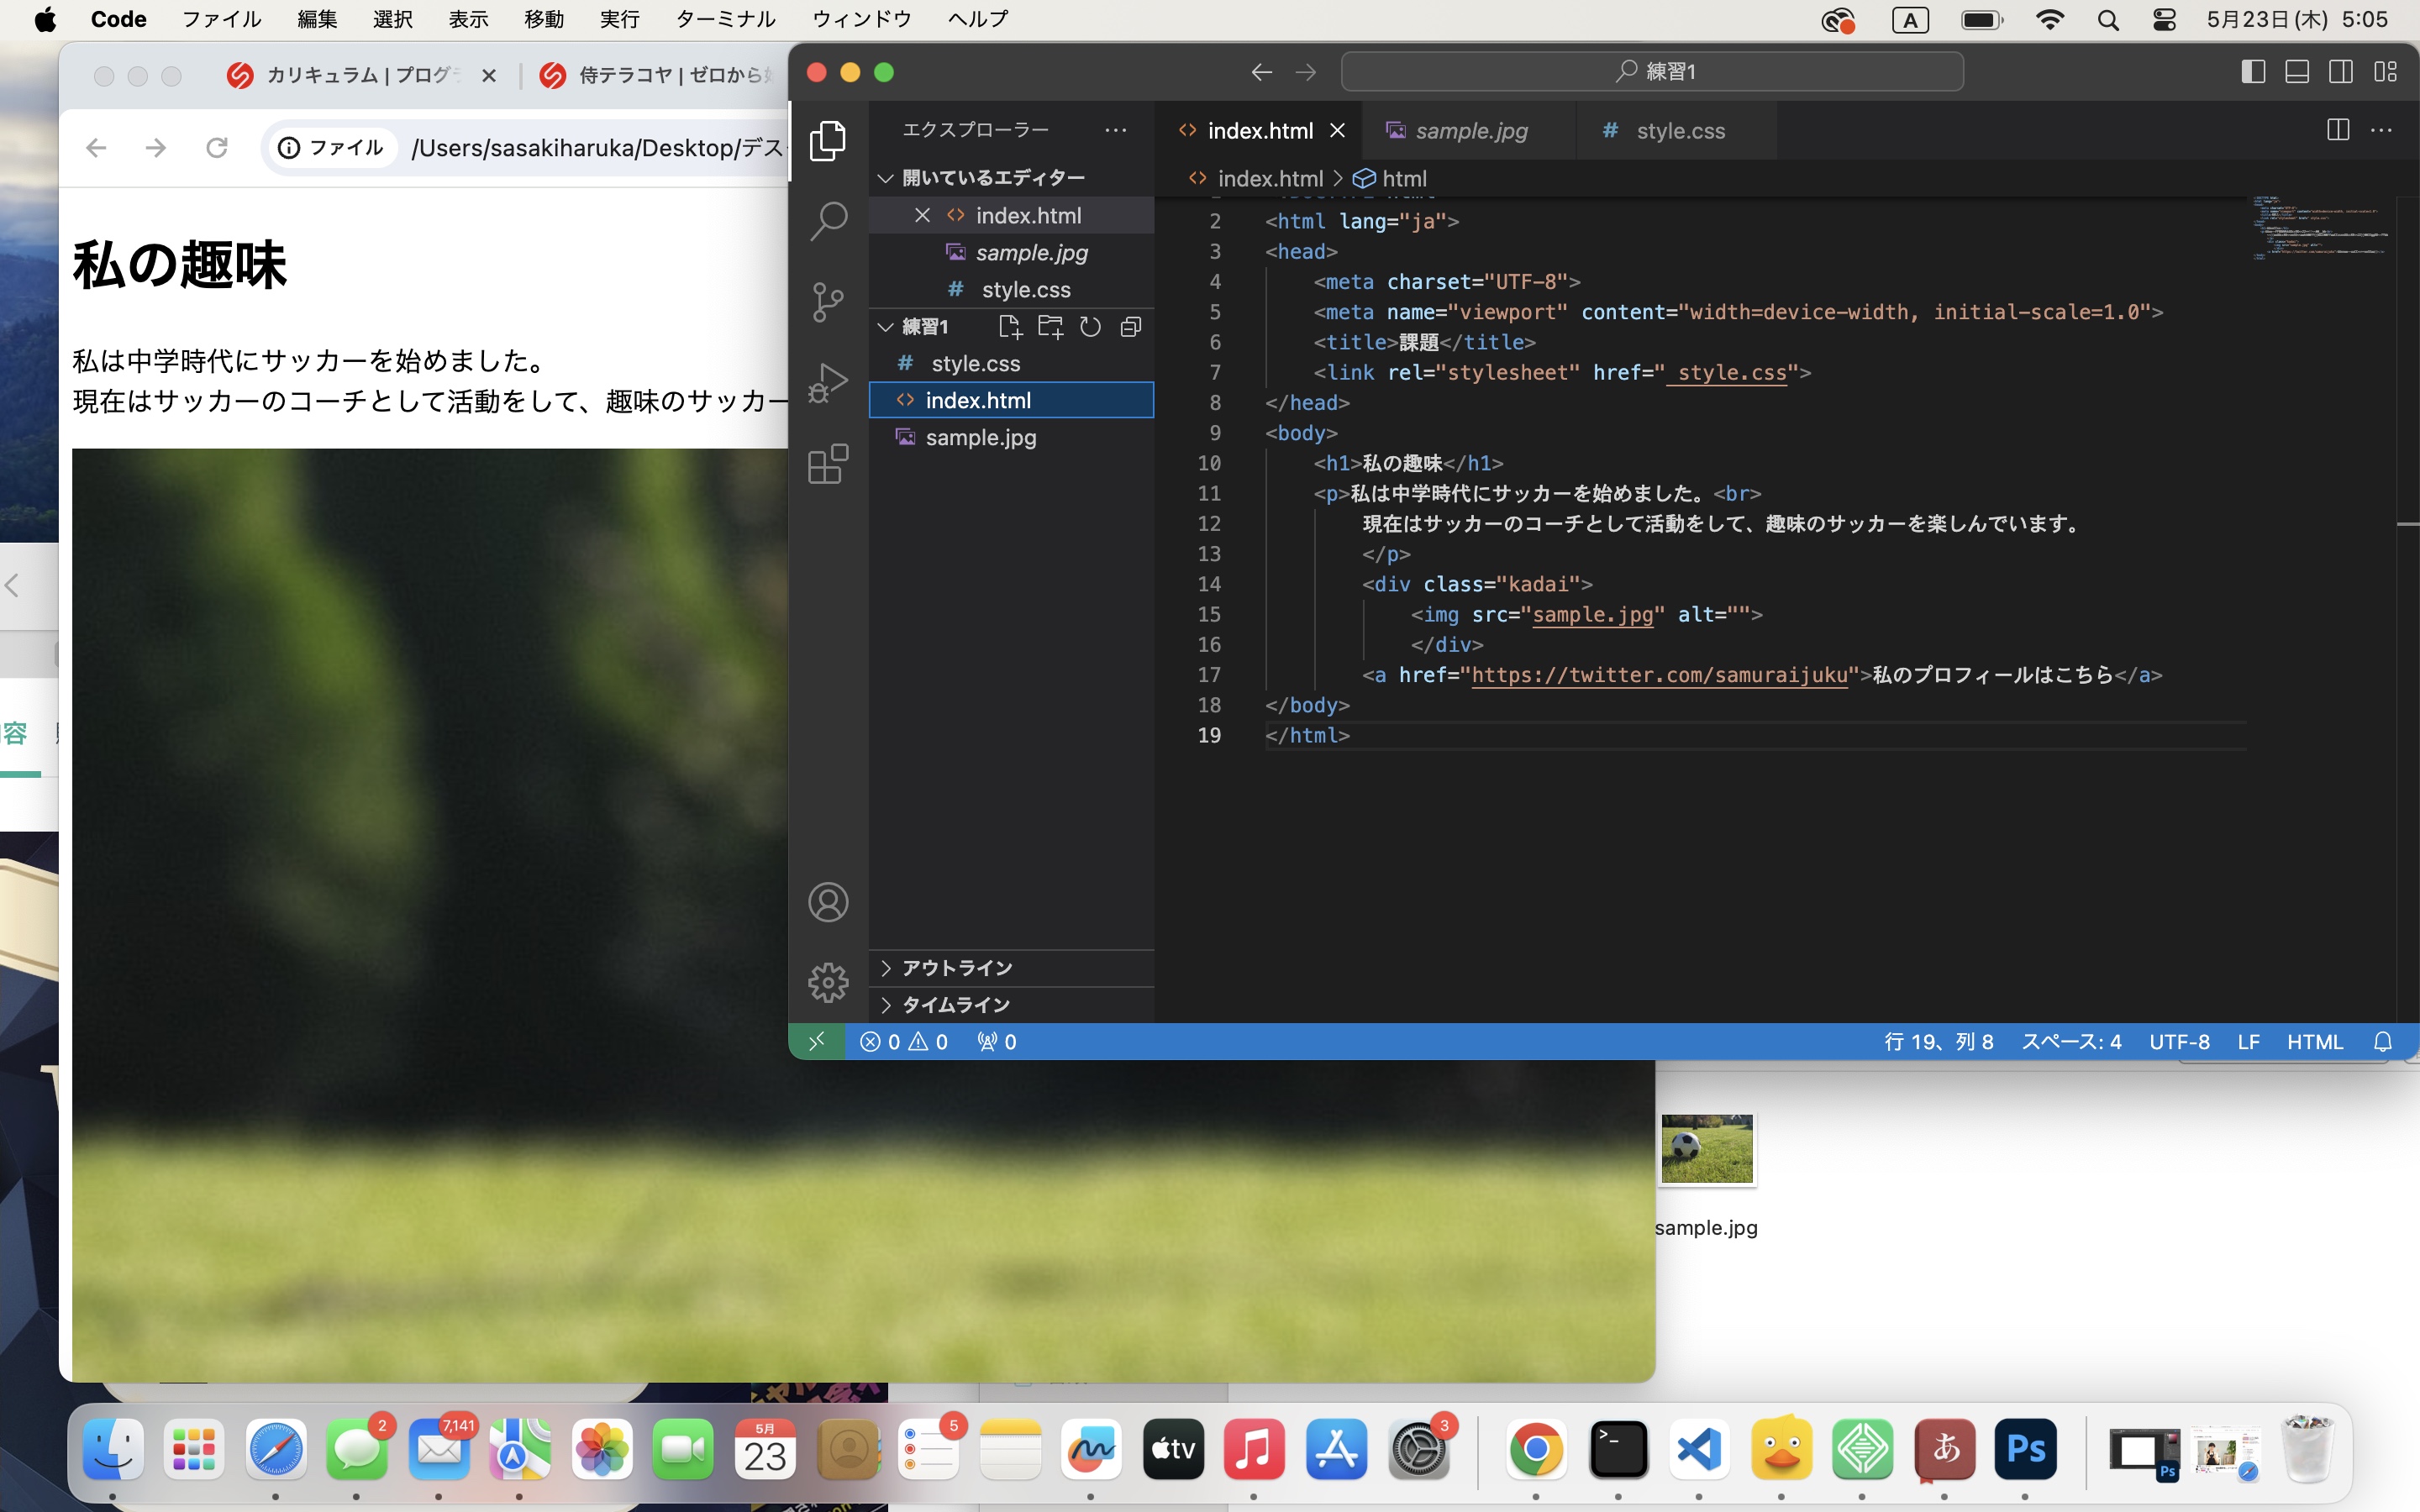 Code ファイル 編集 選択 表示 移動 実行 ターミナル ウィンドウ ヘルプ A 5月23日(木) 5:05
カリキュラム | プログラ
侍テラコヤ | ゼロから始
ファイル /Users/sasakiharuka/Desktop/デス
私の趣味
私は中学時代にサッカーを始めました。
現在はサッカーのコーチとして活動をして、趣味のサッカー
容
練習1
エクスプローラー
開いているエディター
index.html
sample.jpg
style.css
練習1
style.css
index.html
sample.jpg
アウトライン
タイムライン
index.html
sample.jpg
style.css
index.html > html
2 <html lang="ja">
3 <head>
4 <meta charset="UTF-8">
5 <meta name="viewport" content="width=device-width, initial-scale=1.0">
6 <title>課題</title>
7 <link rel="stylesheet" href=" style.css">
8 </head>
9 <body>
10 <h1>私の趣味</h1>
11 <p>私は中学時代にサッカーを始めました。<br>
12 現在はサッカーのコーチとして活動をして、趣味のサッカーを楽しんでいます。
13 </p>
14 <div class="kadai">
15 <img src="sample.jpg" alt="">
16 </div>
17 <a href="https://twitter.com/samuraijuku">私のプロフィールはこちら</a>
18 </body>
19 </html>
0 0 0 行 19、列 8 スペース: 4 UTF-8 LF HTML
sample.jpg
2
7,141
5月
23
5
tv
3
>_
あ
Ps
Ps